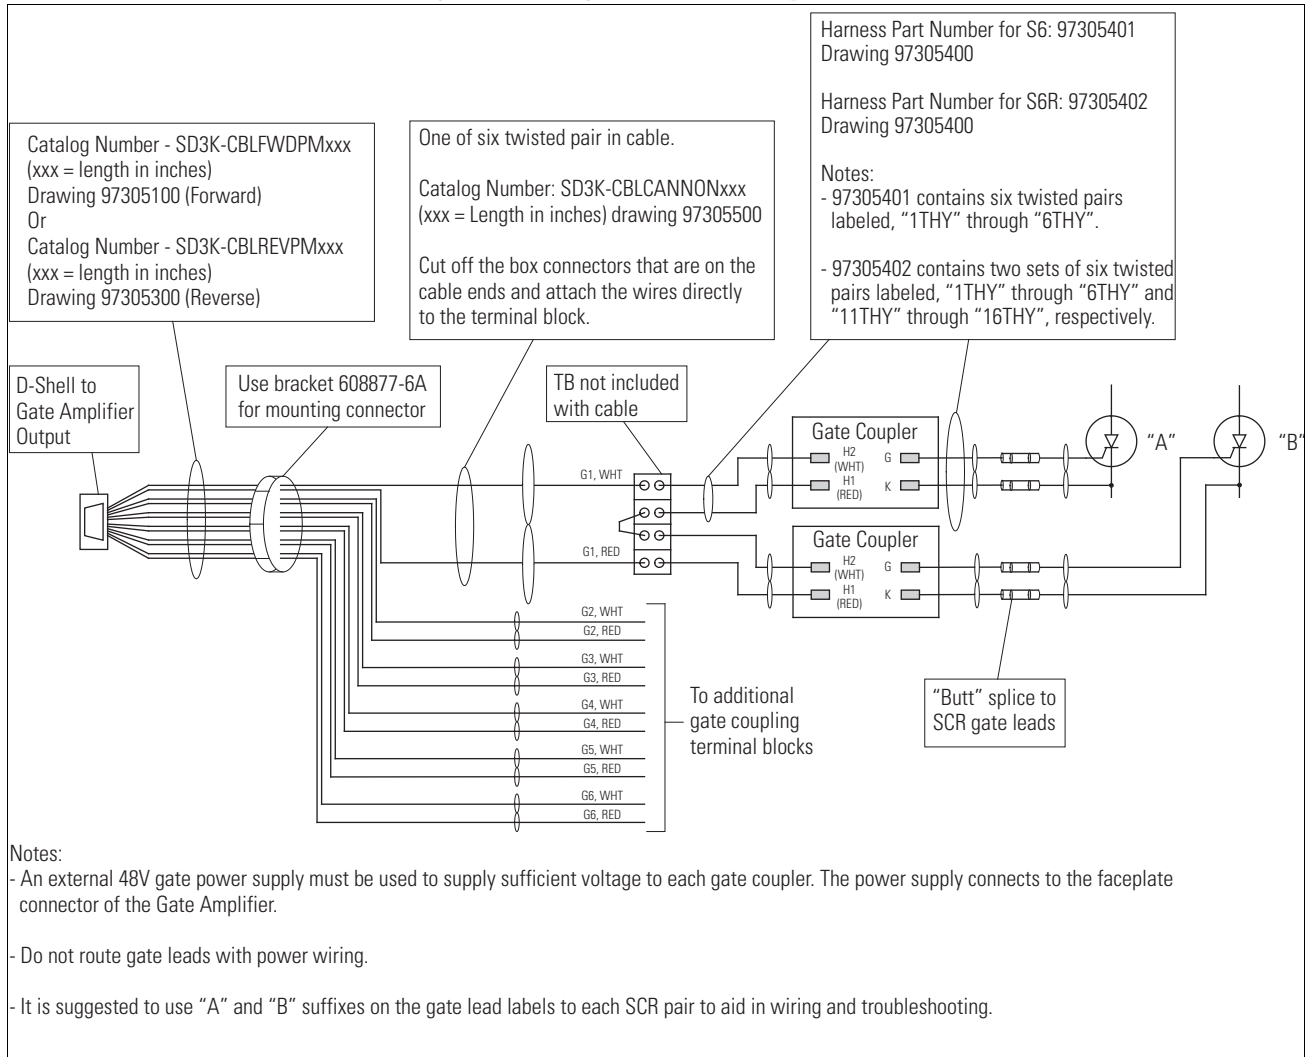 Harness Part Number for S6: 97305401
Drawing 97305400
Harness Part Number for S6R: 97305402
Drawing 97305400
Notes:
- 97305401 contains six twisted pairs
labeled, “1THY” through “6THY”.
- 97305402 contains two sets of six twisted
pairs labeled, “1THY” through “6THY” and
“11THY” through “16THY”, respectively.
Catalog Number - SD3K-CBLFWDPMxxx
(xxx = length in inches)
Drawing 97305100 (Forward)
Or
Catalog Number - SD3K-CBLREVPMxxx
(xxx = length in inches)
Drawing 97305300 (Reverse)
One of six twisted pair in cable.
Catalog Number: SD3K-CBLCANNONxxx
(xxx = Length in inches) drawing 97305500
Cut off the box connectors that are on the
cable ends and attach the wires directly
to the terminal block.
D-Shell to
Gate Amplifier
Output
Use bracket 608877-6A
for mounting connector
TB not included
with cable
Gate Coupler
H2
(WHT)
H1
(RED)
G
K
“A”
“B”
G1, WHT
G1, RED
Gate Coupler
H2
(WHT)
H1
(RED)
G
K
G2, WHT
G2, RED
G3, WHT
G3, RED
G4, WHT
G4, RED
G5, WHT
G5, RED
G6, WHT
G6, RED
To additional
gate coupling
terminal blocks
“Butt” splice to
SCR gate leads
Notes:
- An external 48V gate power supply must be used to supply sufficient voltage to each gate coupler. The power supply connects to the faceplate
connector of the Gate Amplifier.
- Do not route gate leads with power wiring.
- It is suggested to use “A” and “B” suffixes on the gate lead labels to each SCR pair to aid in wiring and troubleshooting.